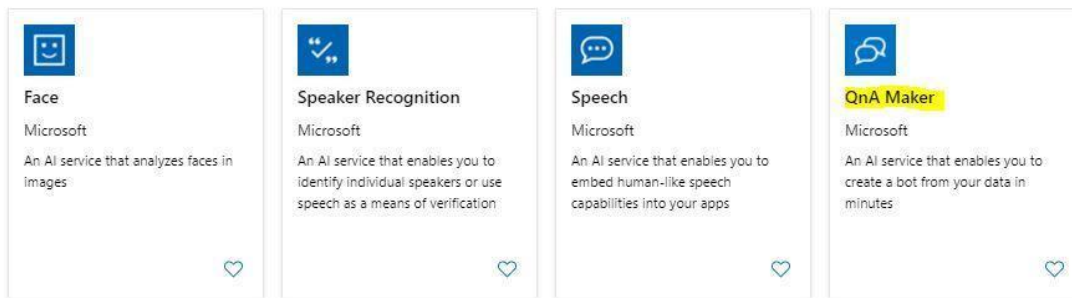 Face
Microsoft
An AI service that analyzes faces in
images
Speaker Recognition
Microsoft
An AI service that enables you to
identify individual speakers or use
speech as a means of verification
Speech
Microsoft
An AI service that enables you to
embed human-like speech
capabilities into your apps
QnA Maker
Microsoft
An AI service that enables you to
create a bot from your data in
minutes